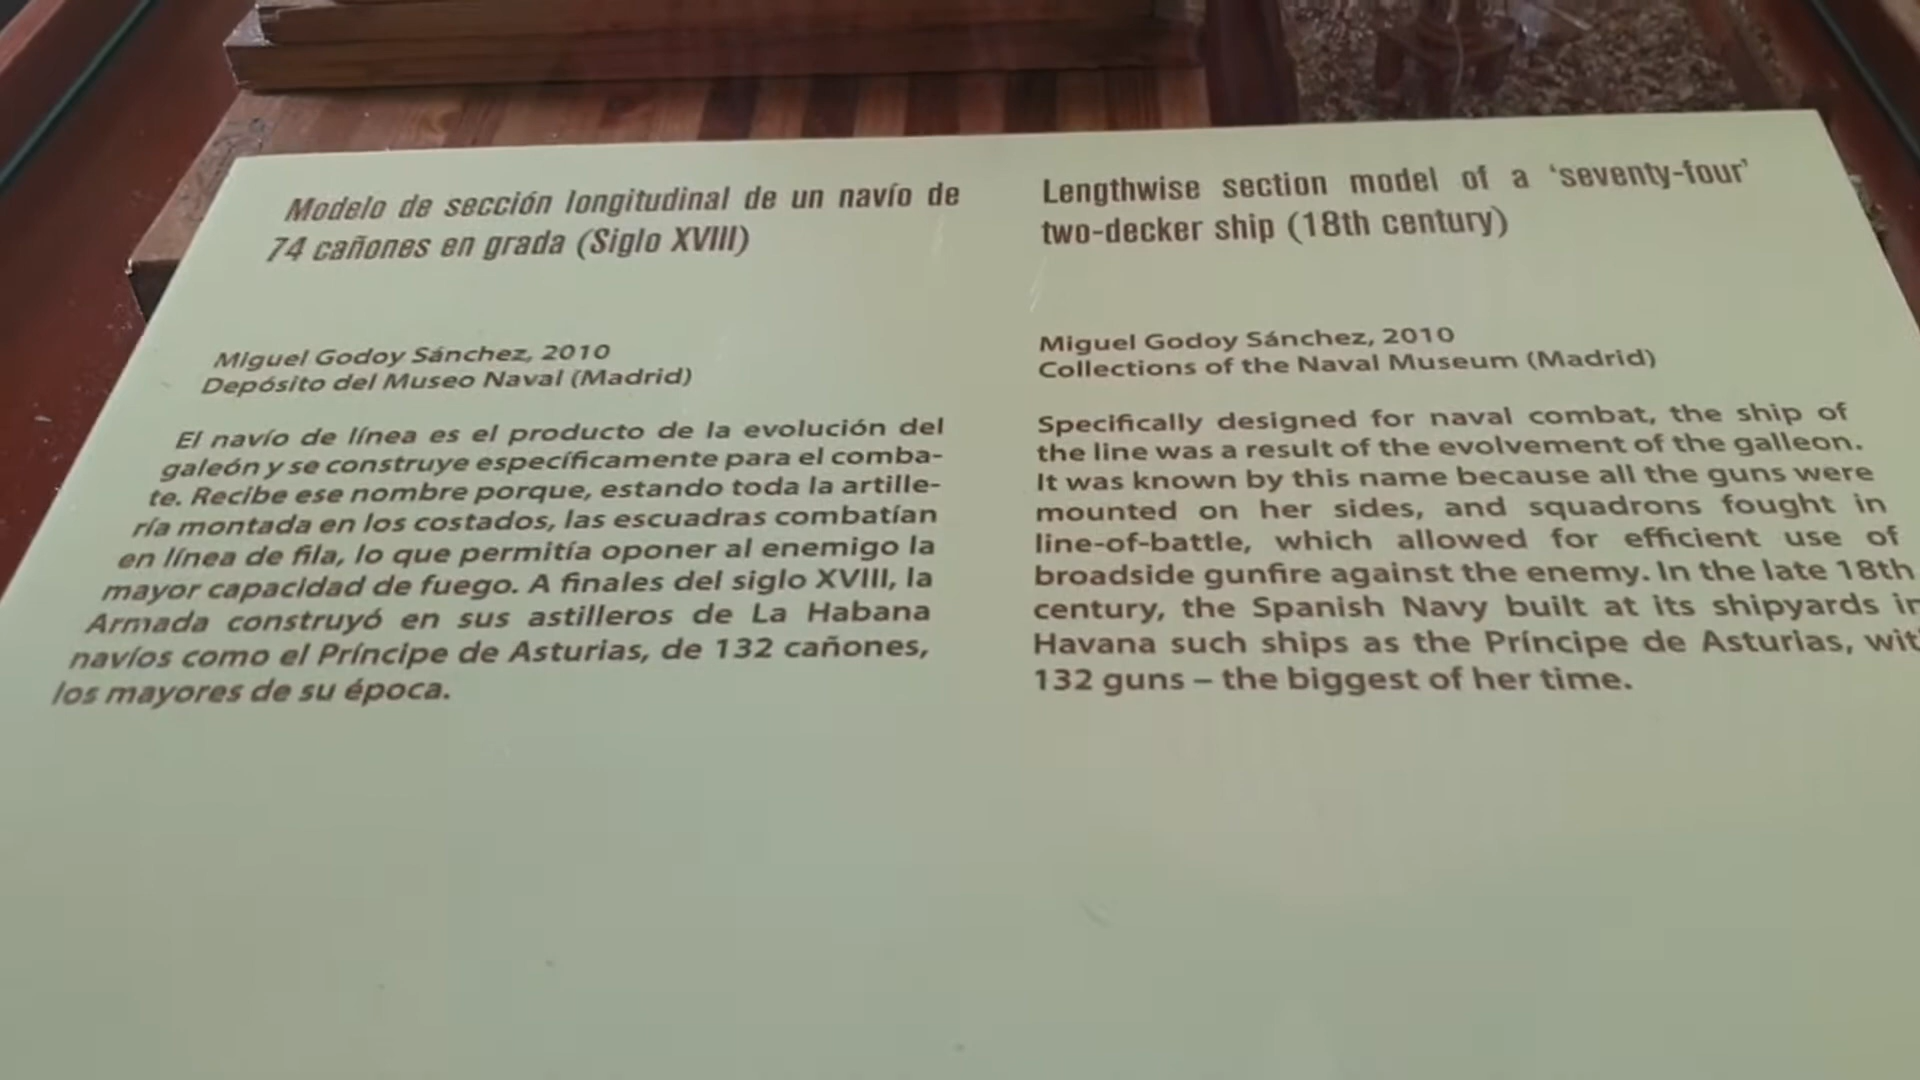 Modelo de sección longitudinal de un navío de
74 cañones en grada (Siglo XVIII)
Miguel Godoy Sánchez, 2010
Depósito del Museo Naval (Madrid)
El navío de línea es el producto de la evolución del
galeón y se construye específicamente para el comba-
te. Recibe ese nombre porque, estando toda la artille-
ría montada en los costados, las escuadras combatían
en línea de fila, lo que permitía oponer al enemigo la
mayor capacidad de fuego. A finales del siglo XVIII, la
Armada construyó en sus astilleros de La Habana
navíos como el Príncipe de Asturias, de 132 cañones,
los mayores de su época.
Lengthwise section model of a ‘seventy-four’
two-decker ship (18th century)
Miguel Godoy Sánchez, 2010
Collections of the Naval Museum (Madrid)
Specifically designed for naval combat, the ship of
the line was a result of the evolvement of the galleon.
It was known by this name because all the guns were
mounted on her sides, and squadrons fought in
line-of-battle, which allowed for efficient use of
broadside gunfire against the enemy. In the late 18th
century, the Spanish Navy built at its shipyards in
Havana such ships as the Príncipe de Asturias, wit
132 guns – the biggest of her time.